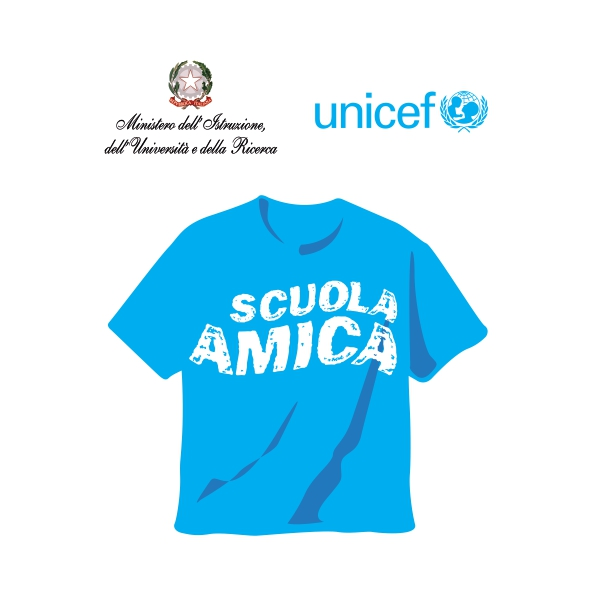 Ministero dell'Istruzione,
dell'Università e della Ricerca
unicef
SCUOLA
AMICA